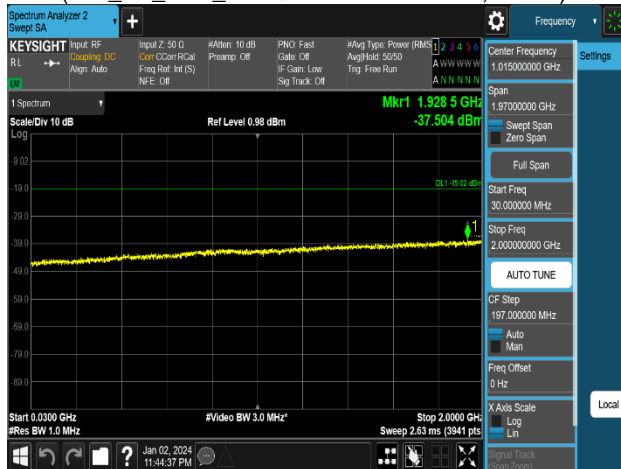 Spectrum Analyzer 2
Swept SA
+
Frequency
KEYSIGHT
RL
Input: RF
Coupling: DC
Align: Auto
Input Z: 50 Ω
Corr CCorr RCal
Freq Ref: Int (S)
NFE: Off
#Atten: 10 dB
Preamp: Off
PNO: Fast
Gate: Off
IF Gain: Low
Sig Track: Off
#Avg Type: Power (RMS
Avg|Hold: 50/50
Trig: Free Run
1 2 3 4 5 6
A W W W W W
A N N N N N
1 Spectrum
Scale/Div 10 dB
Ref Level 0.98 dBm
Mkr1 1.928 5 GHz
-37.504 dBm
Log
-9.02
-19.0
-29.0
-39.0
-49.0
-59.0
-69.0
-79.0
-89.0
DL1 -19.02 dBm
1
Start 0.0300 GHz
#Res BW 1.0 MHz
#Video BW 3.0 MHz*
Stop 2.0000 GHz
Sweep 2.63 ms (3941 pts
Center Frequency
1.015000000 GHz
Settings
Span
1.97000000 GHz
Swept Span
Zero Span
Full Span
Start Freq
30.000000 MHz
Stop Freq
2.000000000 GHz
AUTO TUNE
CF Step
197.000000 MHz
Auto
Man
Freq Offset
0 Hz
X Axis Scale
Log
Lin
Local
Signal Track
(Span Zoom)
?
Jan 02, 2024
11:44:37 PM